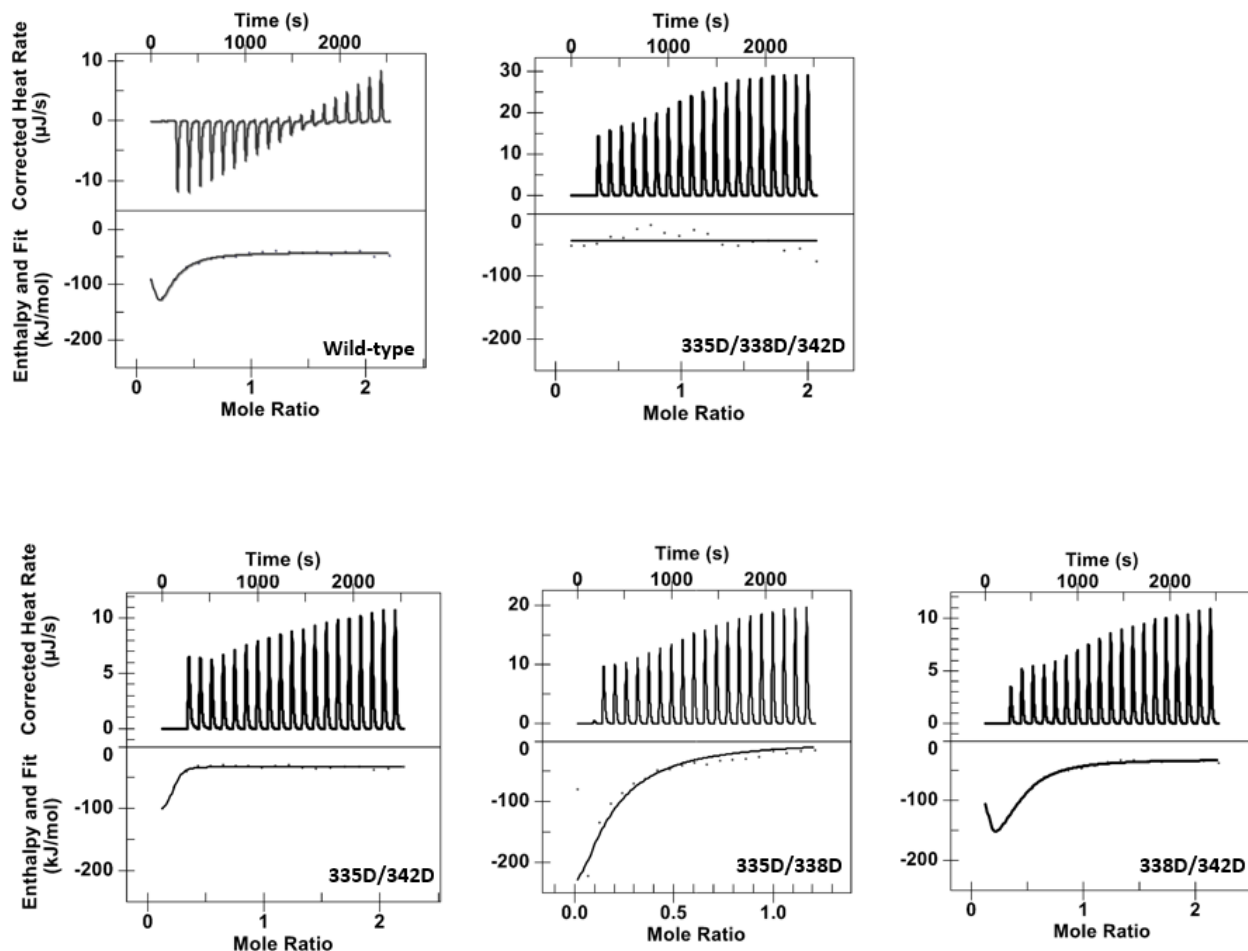 Time (s)
0 1000 2000
Corrected Heat Rate
(µJ/s)
10
0
-10
Enthalpy and Fit
(kJ/mol)
0
-100
-200
Wild-type
0 1 2
Mole Ratio
Time (s)
0 1000 2000
30
20
10
0
0
-100
-200
335D/338D/342D
0 1 2
Mole Ratio
Time (s)
0 1000 2000
Corrected Heat Rate
(µJ/s)
10
5
0
Enthalpy and Fit
(kJ/mol)
0
-100
-200
335D/342D
0 1 2
Mole Ratio
Time (s)
0 1000 2000
20
10
0
0
-100
-200
335D/338D
0.0 0.5 1.0
Mole Ratio
Time (s)
0 1000 2000
10
5
0
0
-100
-200
338D/342D
0 1 2
Mole Ratio